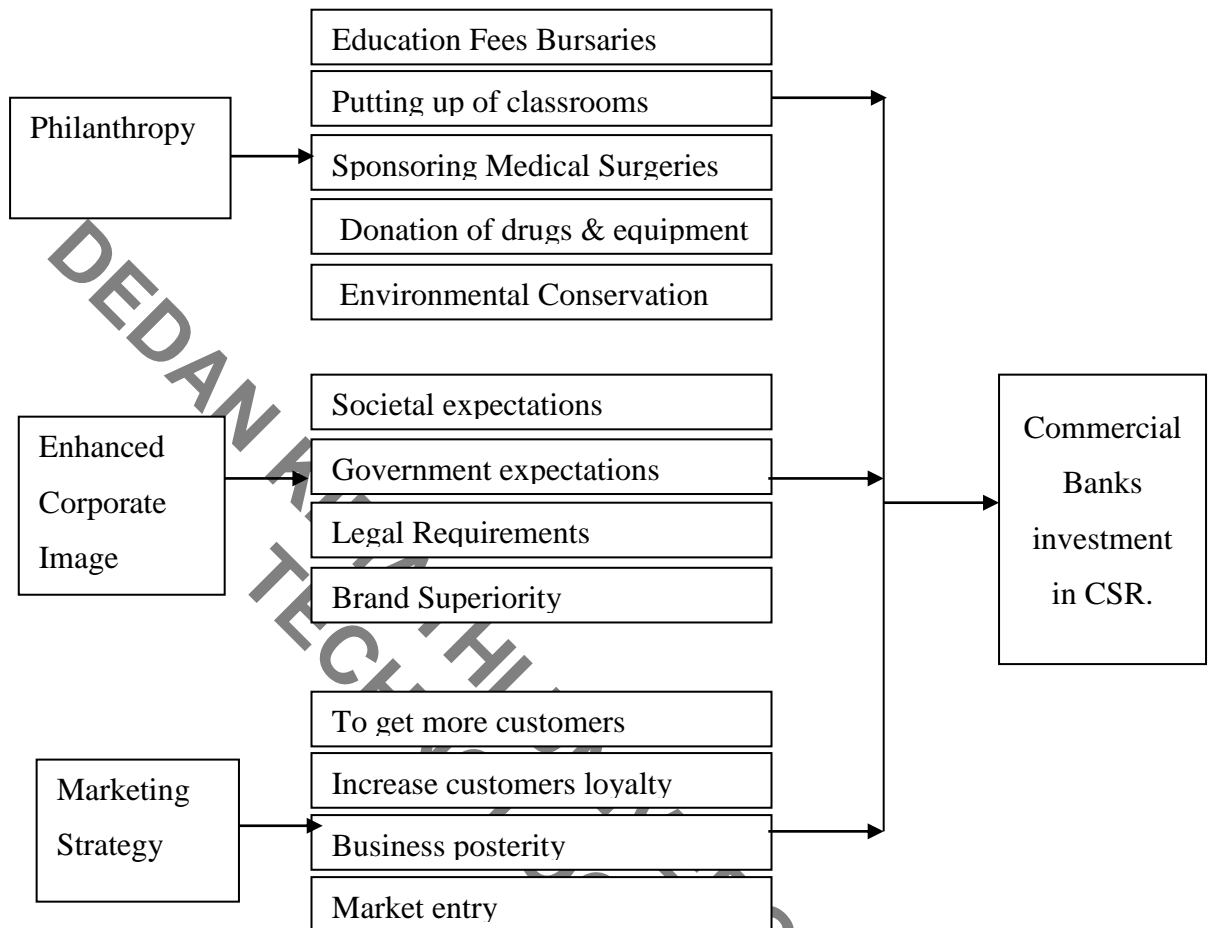 Education Fees Bursaries
Putting up of classrooms
Philanthropy
Sponsoring Medical Surgeries
Donation of drugs & equipment
Environmental Conservation
Societal expectations
Enhanced
Corporate
Image
Government expectations
Legal Requirements
Brand Superiority
Commercial
Banks
investment
in CSR.
To get more customers
Increase customers loyalty
Marketing
Strategy
Business posterity
Market entry
DEDAN